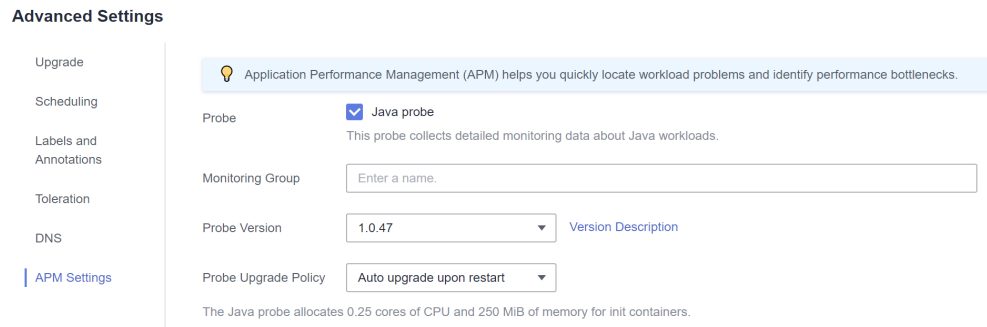 Advanced Settings
Upgrade
Scheduling
Labels and
Annotations
Toleration
DNS
APM Settings
Application Performance Management (APM) helps you quickly locate workload problems and identify performance bottlenecks.
Probe
Java probe
This probe collects detailed monitoring data about Java workloads.
Monitoring Group
Enter a name.
Probe Version
1.0.47
Version Description
Probe Upgrade Policy
Auto upgrade upon restart
The Java probe allocates 0.25 cores of CPU and 250 MiB of memory for init containers.